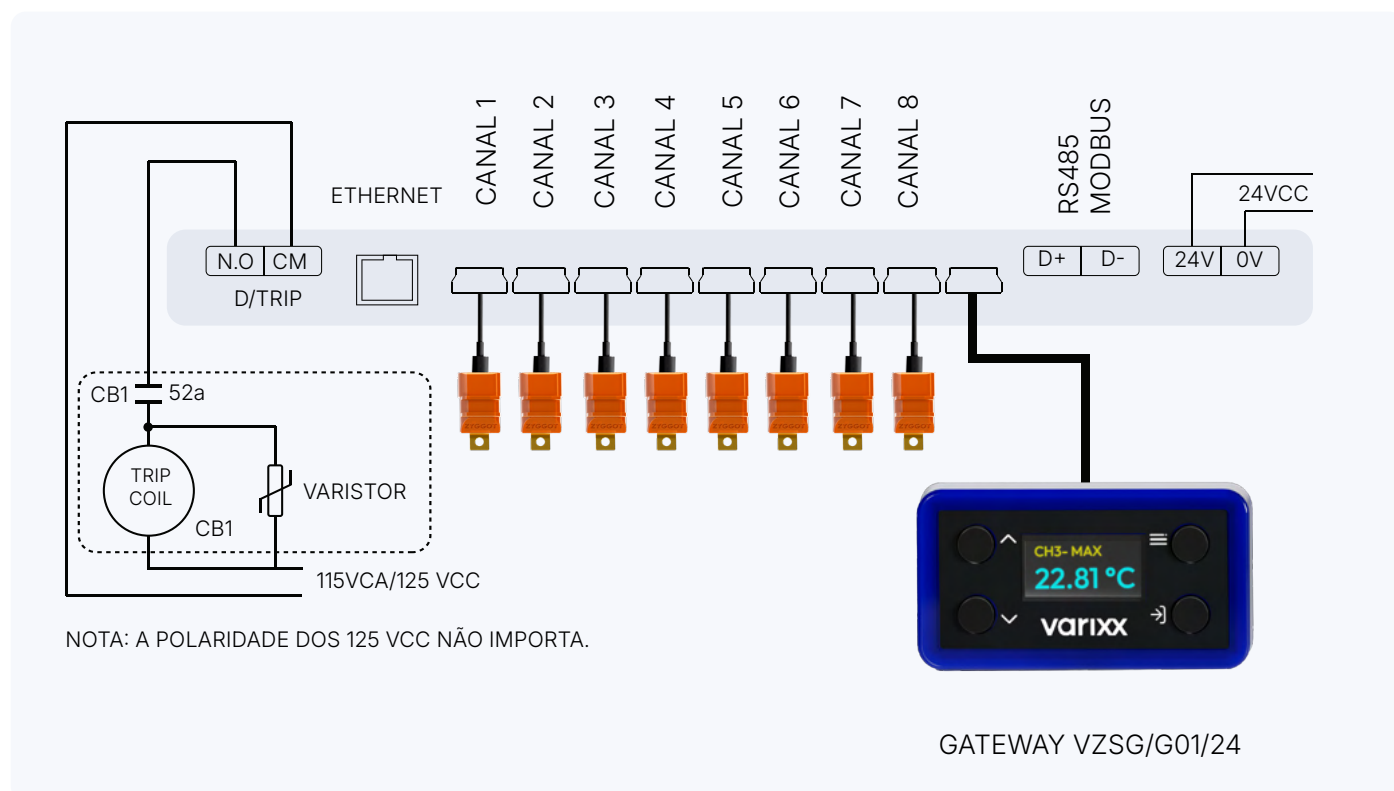 CANAL 1
CANAL 2
CANAL 3
CANAL 4
CANAL 5
CANAL 6
CANAL 7
CANAL 8
RS485
MODBUS
ETHERNET
24VCC
N.O CM
D+ D-
24V 0V
D/TRIP
CB1 52a
TRIP
COIL
VARISTOR
CB1
115VCA/125 VCC
NOTA: A POLARIDADE DOS 125 VCC NÃO IMPORTA.
CH3- MAX
22.81 °C
varixx
GATEWAY VZSG/G01/24